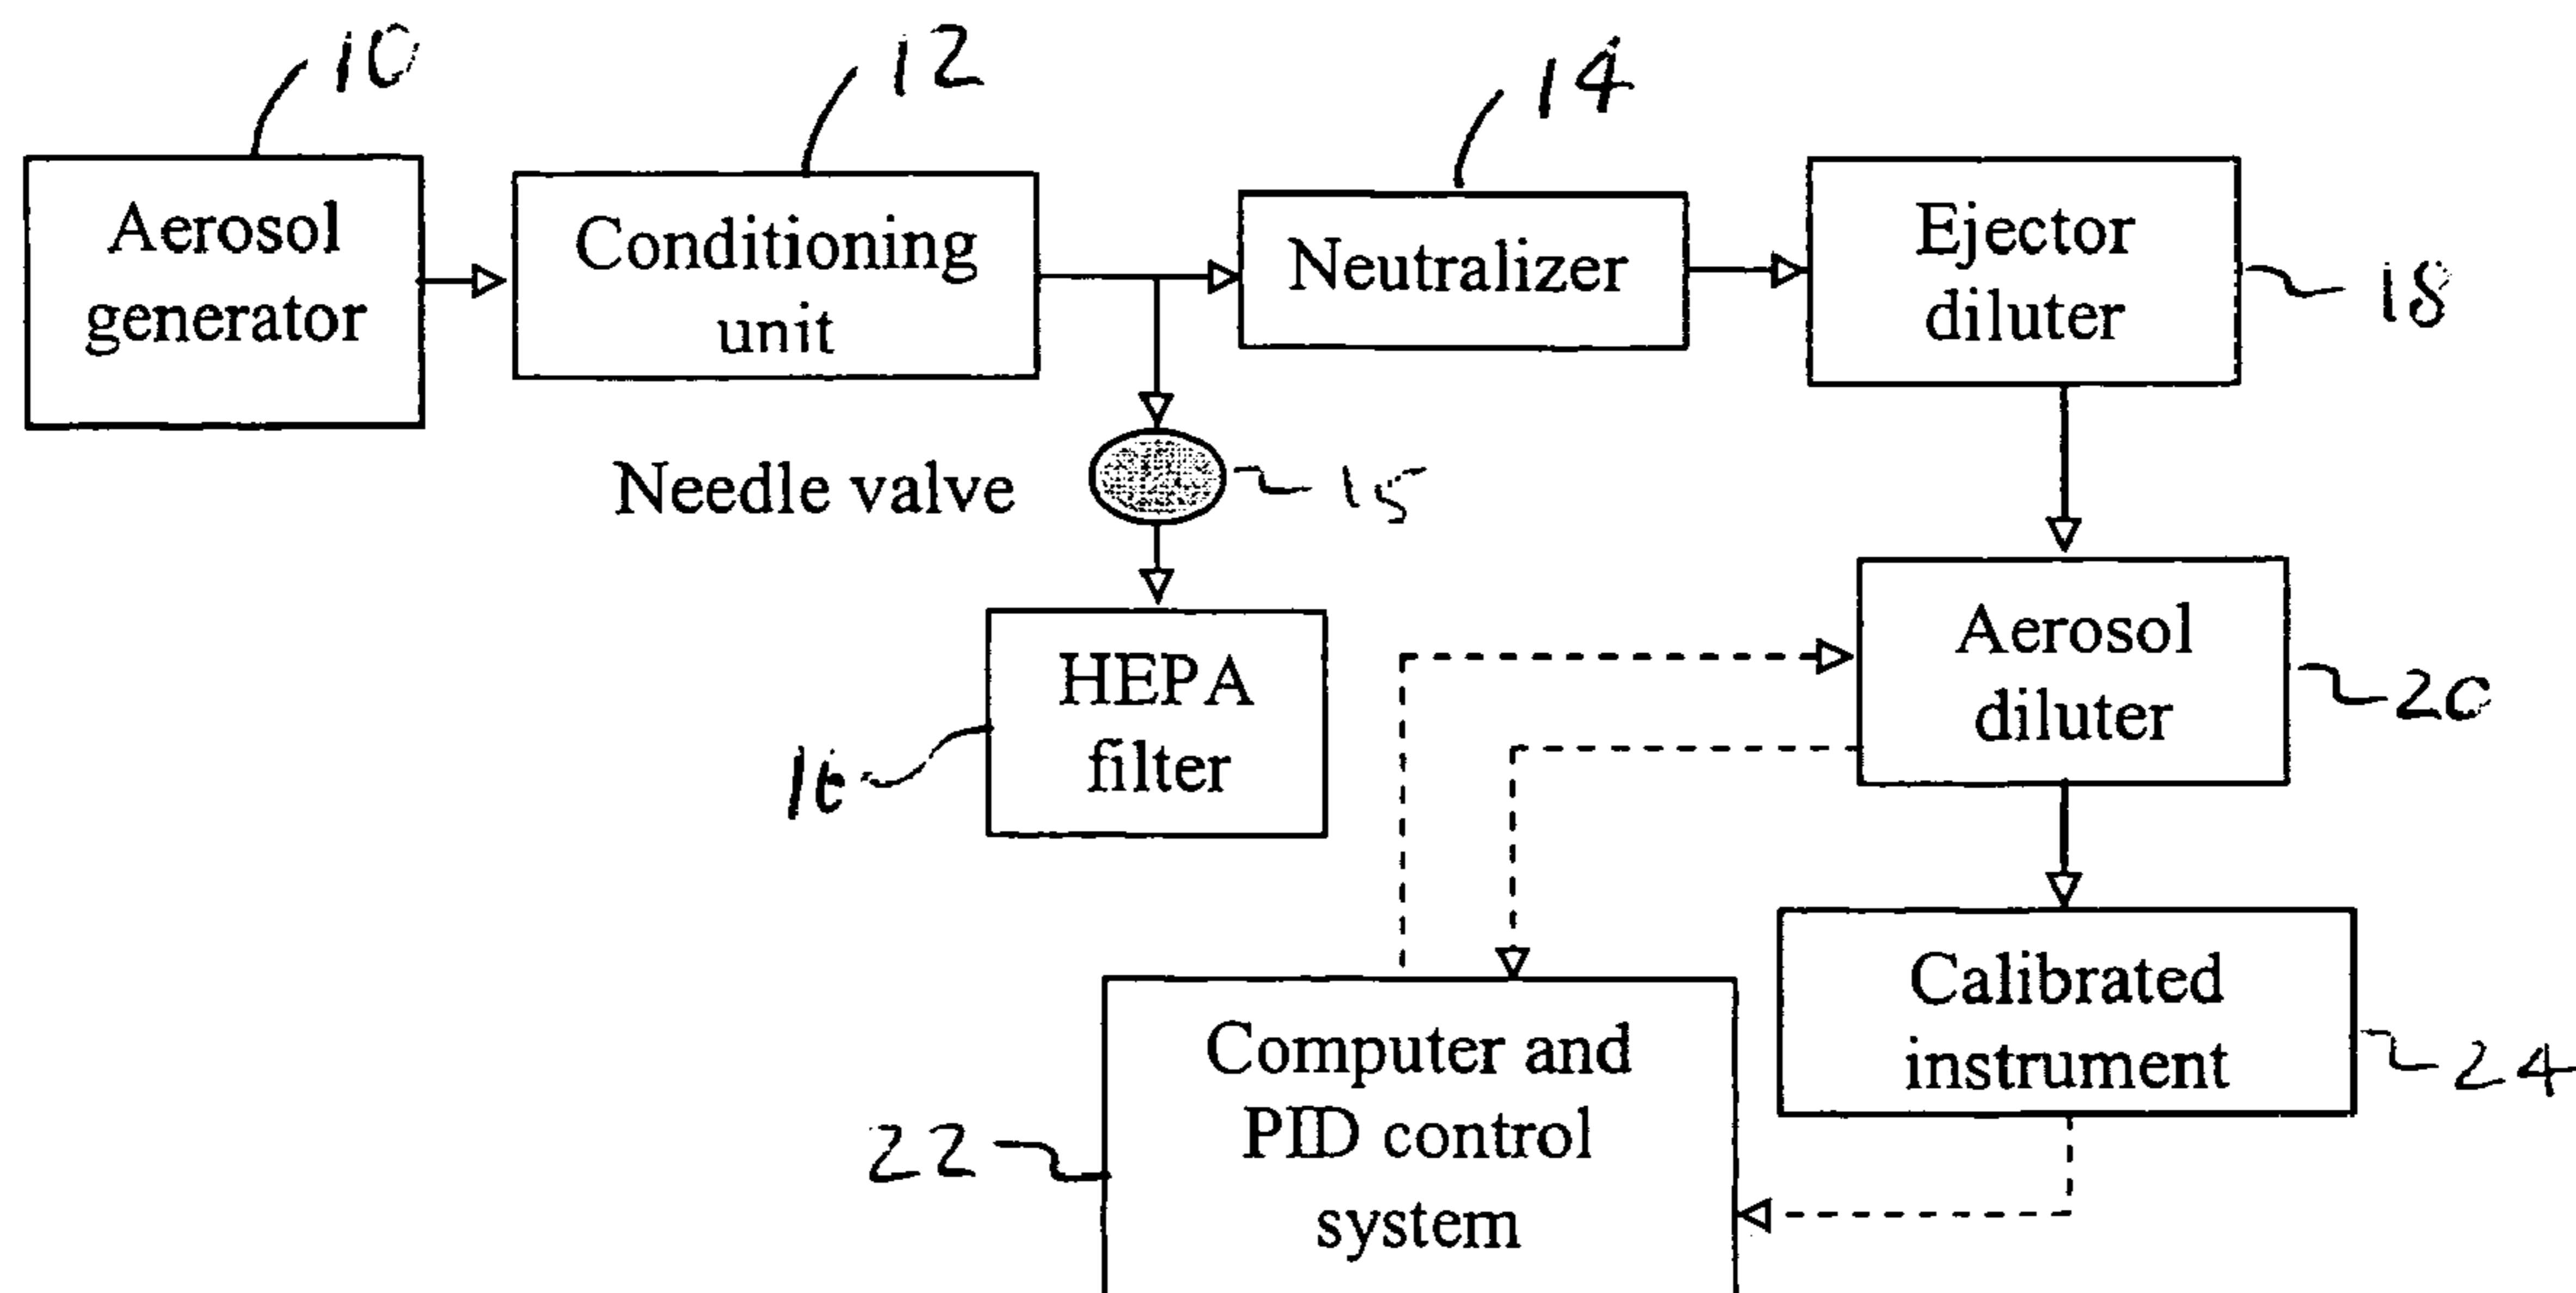 10
12
14
Aerosol
generator
Conditioning
unit
Neutralizer
Ejector
diluter
18
Needle valve
15
HEPA
filter
16
Aerosol
diluter
20
Calibrated
instrument
24
Computer and
PID control
system
22